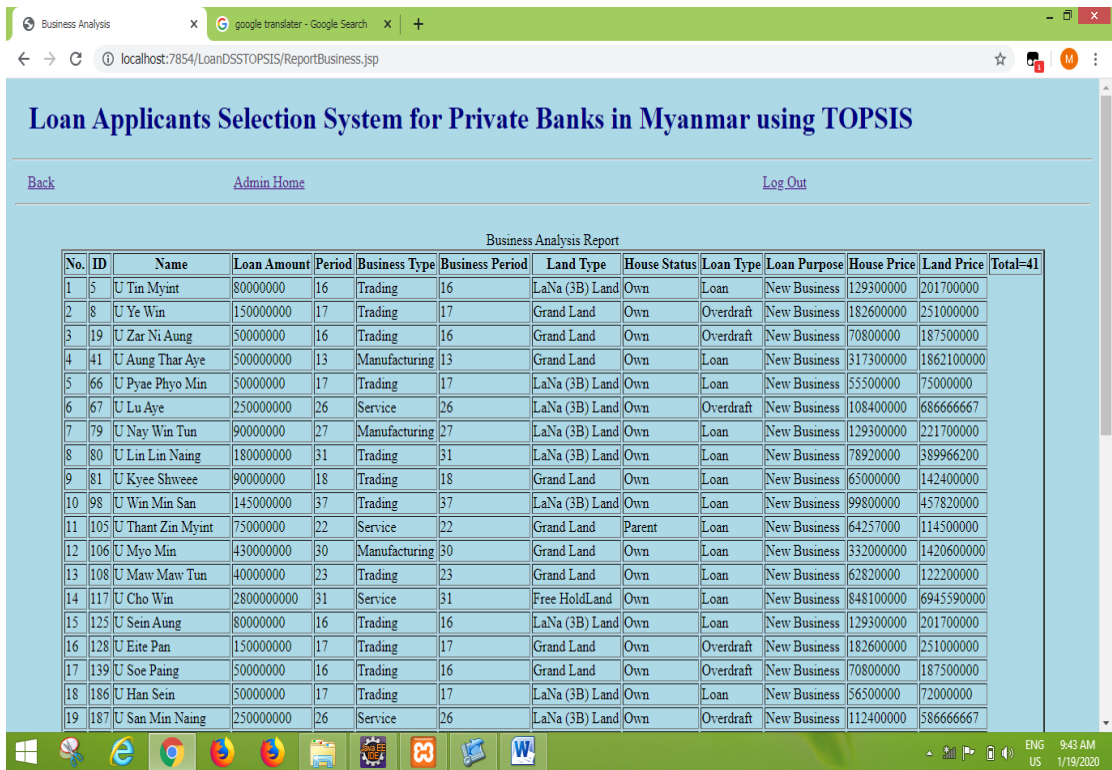 Business Analysis x google translater - Google Search x +
localhost:7854/LoanDSSTOPSIS/ReportBusiness.jsp M 1
Loan Applicants Selection System for Private Banks in Myanmar using TOPSIS
Back Admin Home Log Out
Business Analysis Report
No. ID Name Loan Amount Period Business Type Business Period Land Type House Status Loan Type Loan Purpose House Price Land Price Total=41
1 5 U Tin Myint 80000000 16 Trading 16 LaNa (3B) Land Own Loan New Business 129300000 201700000
2 8 U Ye Win 150000000 17 Trading 17 Grand Land Own Overdraft New Business 182600000 251000000
3 19 U Zar Ni Aung 50000000 16 Trading 16 Grand Land Own Overdraft New Business 70800000 187500000
4 41 U Aung Thar Aye 500000000 13 Manufacturing 13 Grand Land Own Loan New Business 317300000 1862100000
5 66 U Pyae Phyo Min 50000000 17 Trading 17 LaNa (3B) Land Own Loan New Business 55500000 75000000
6 67 U Lu Aye 250000000 26 Service 26 LaNa (3B) Land Own Overdraft New Business 108400000 686666667
7 79 U Nay Win Tun 90000000 27 Manufacturing 27 LaNa (3B) Land Own Loan New Business 129300000 221700000
8 80 U Lin Lin Naing 180000000 31 Trading 31 LaNa (3B) Land Own Loan New Business 78920000 389966200
9 81 U Kyee Shweee 90000000 18 Trading 18 Grand Land Own Loan New Business 65000000 142400000
10 98 U Win Min San 145000000 37 Trading 37 LaNa (3B) Land Own Loan New Business 99800000 457820000
11 105 U Thant Zin Myint 75000000 22 Service 22 Grand Land Parent Loan New Business 64257000 114500000
12 106 U Myo Min 430000000 30 Manufacturing 30 Grand Land Own Loan New Business 332000000 1420600000
13 108 U Maw Maw Tun 40000000 23 Trading 23 Grand Land Own Loan New Business 62820000 122200000
14 117 U Cho Win 2800000000 31 Service 31 Free HoldLand Own Loan New Business 848100000 6945590000
15 125 U Sein Aung 80000000 16 Trading 16 LaNa (3B) Land Own Loan New Business 129300000 201700000
16 128 U Eite Pan 150000000 17 Trading 17 Grand Land Own Overdraft New Business 182600000 251000000
17 139 U Soe Paing 50000000 16 Trading 16 Grand Land Own Overdraft New Business 70800000 187500000
18 186 U Han Sein 50000000 17 Trading 17 LaNa (3B) Land Own Loan New Business 56500000 72000000
19 187 U San Min Naing 250000000 26 Service 26 LaNa (3B) Land Own Overdraft New Business 112400000 586666667
Java EE IDE W ENG 9:43 AM
US 1/19/2020